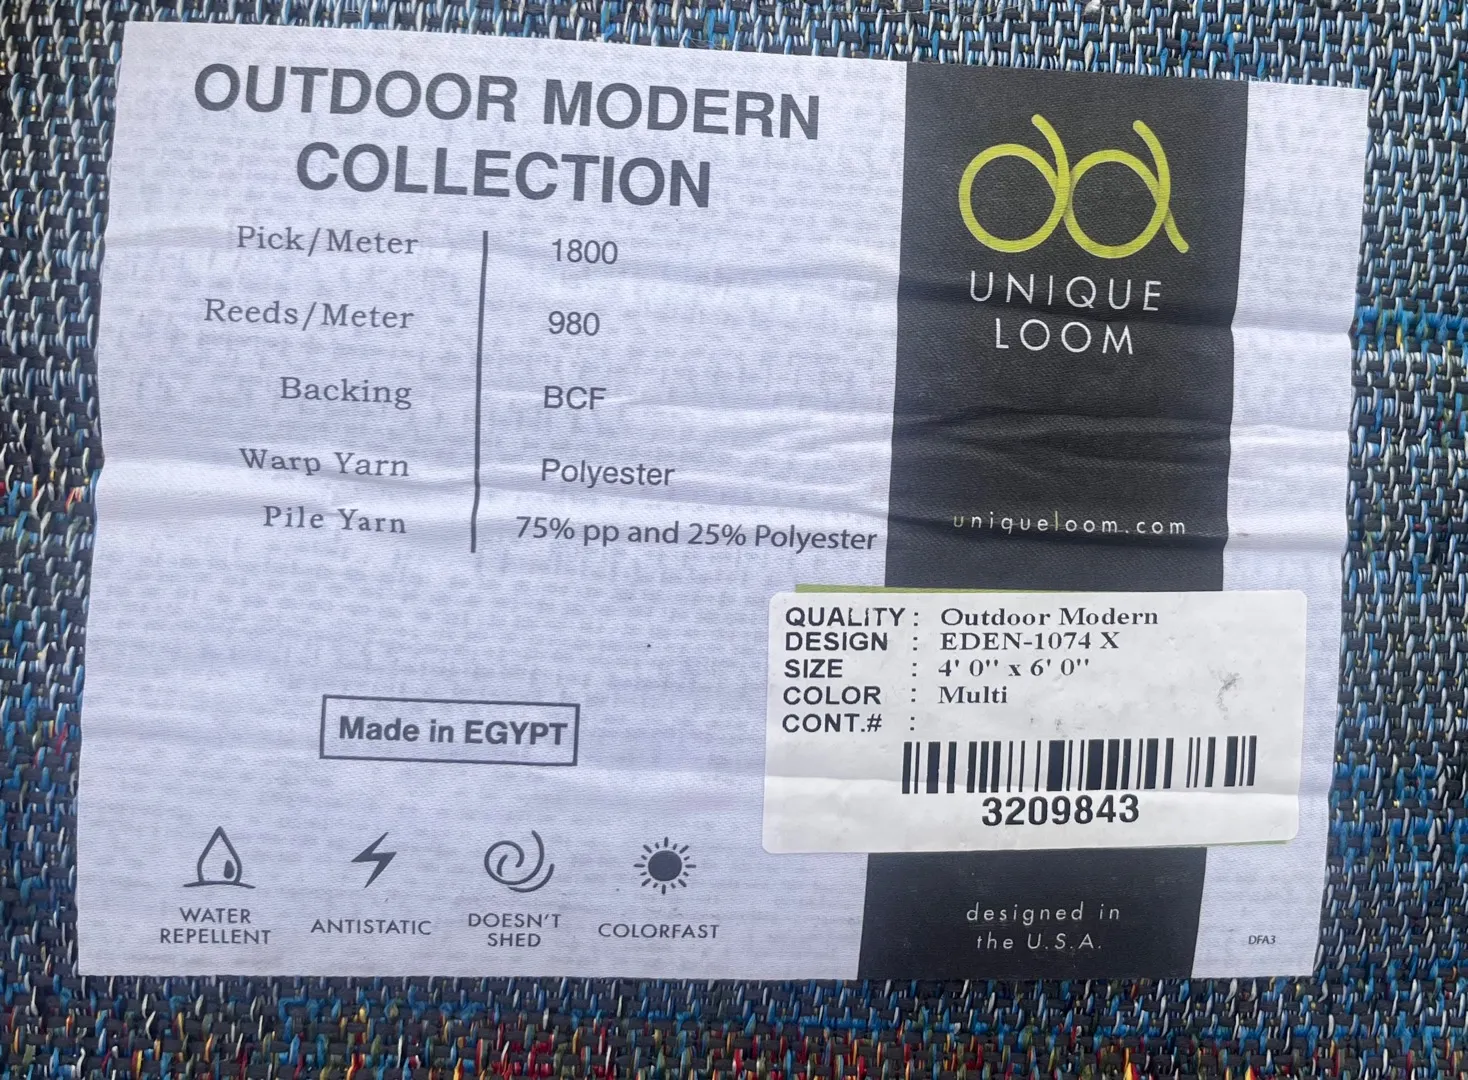 OUTDOOR MODERN
COLLECTION
Pick/Meter 1800
Reeds/Meter 980
Backing BCF
Warp Yarn Polyester
Pile Yarn 75% pp and 25% Polyester
Made in EGYPT
WATER
REPELLENT
ANTISTATIC
DOESN'T
SHED
COLORFAST
UNIQUE
LOOM
uniqueloom.com
QUALITY : Outdoor Modern
DESIGN : EDEN-1074 X
SIZE : 4' 0'' x 6' 0''
COLOR : Multi
CONT.# :
3209843
designed in
the U.S.A.
DFA3